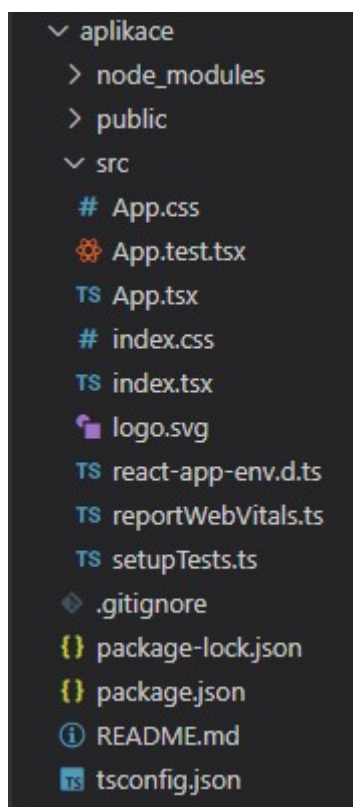 aplikace
node_modules
public
src
# App.css
App.test.tsx
TS App.tsx
# index.css
TS index.tsx
logo.svg
TS react-app-env.d.ts
TS reportWebVitals.ts
TS setupTests.ts
.gitignore
{} package-lock.json
{} package.json
README.md
TS tsconfig.json